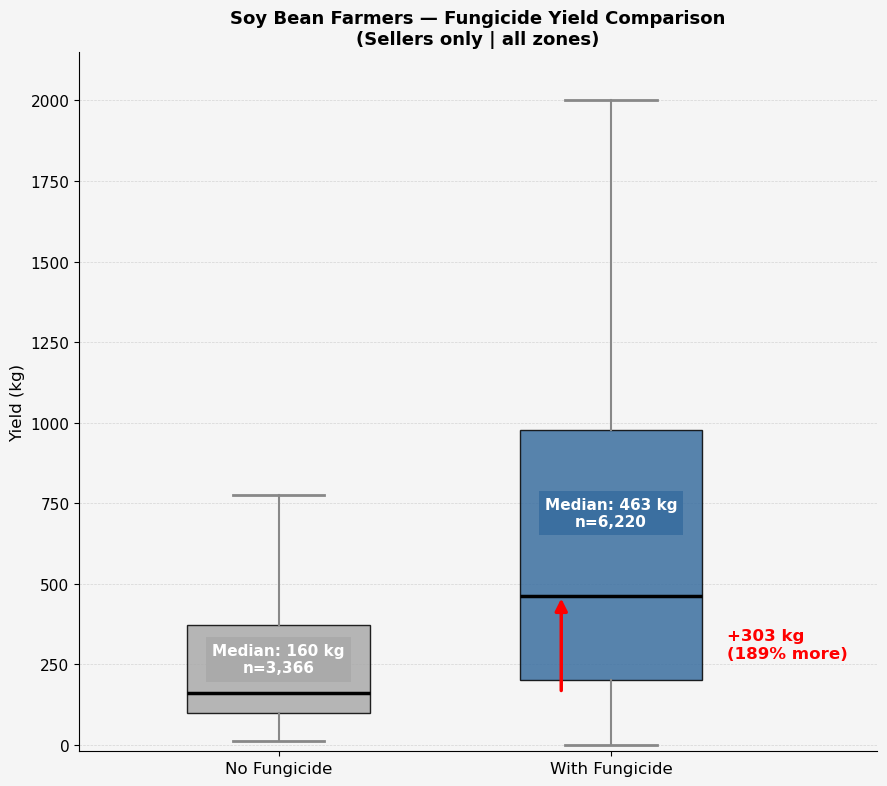 Soy Bean Farmers — Fungicide Yield Comparison
(Sellers only | all zones)
Yield (kg)
2000
1750
1500
1250
1000
750
500
250
0
Median: 160 kg
n=3,366
Median: 463 kg
n=6,220
+303 kg
(189% more)
No Fungicide
With Fungicide